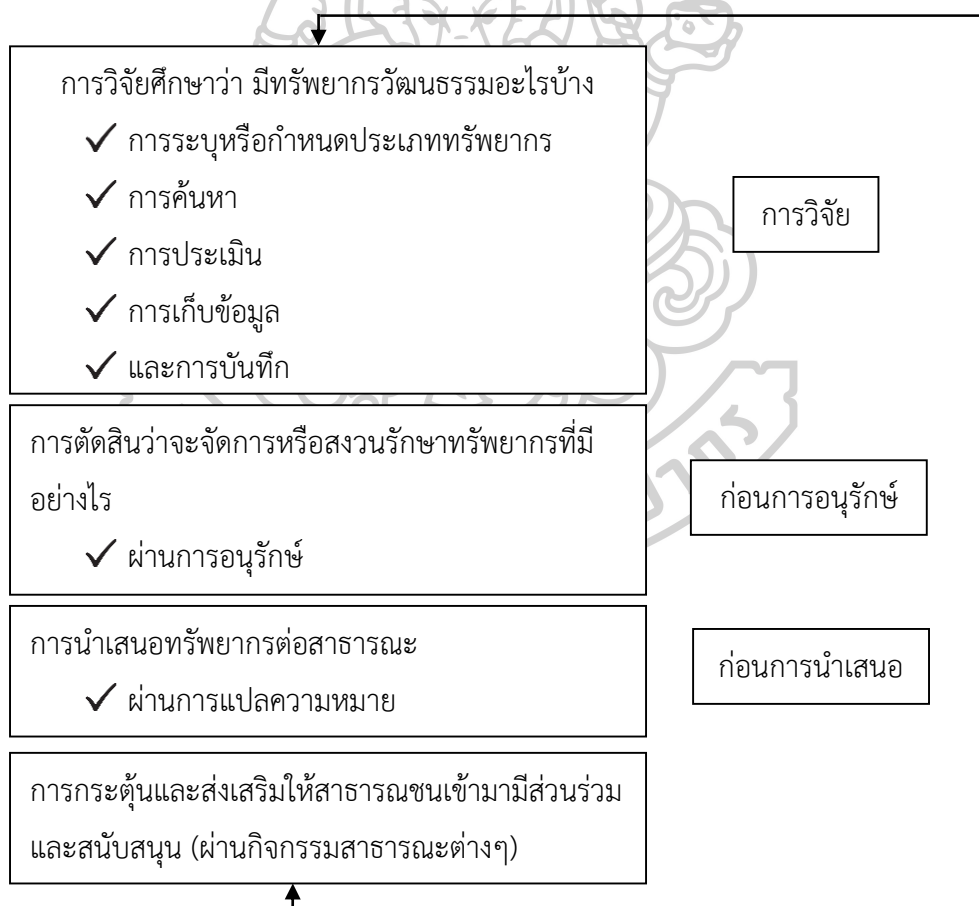 การวิจัยศึกษาว่า มีทรัพยากรวัฒนธรรมอะไรบ้าง
✓ การระบุหรือกำหนดประเภททรัพยากร
✓ การค้นหา
✓ การประเมิน
✓ การเก็บข้อมูล
✓ และการบันทึก
การวิจัย
การตัดสินว่าจะจัดการหรือสงวนรักษาทรัพยากรที่มี
อย่างไร
✓ ผ่านการอนุรักษ์
ก่อนการอนุรักษ์
การนำเสนอทรัพยากรต่อสาธารณะ
✓ ผ่านการแปลความหมาย
ก่อนการนำเสนอ
การกระตุ้นและส่งเสริมให้สาธารณชนเข้ามามีส่วนร่วม
และสนับสนุน (ผ่านกิจกรรมสาธารณะต่างๆ)